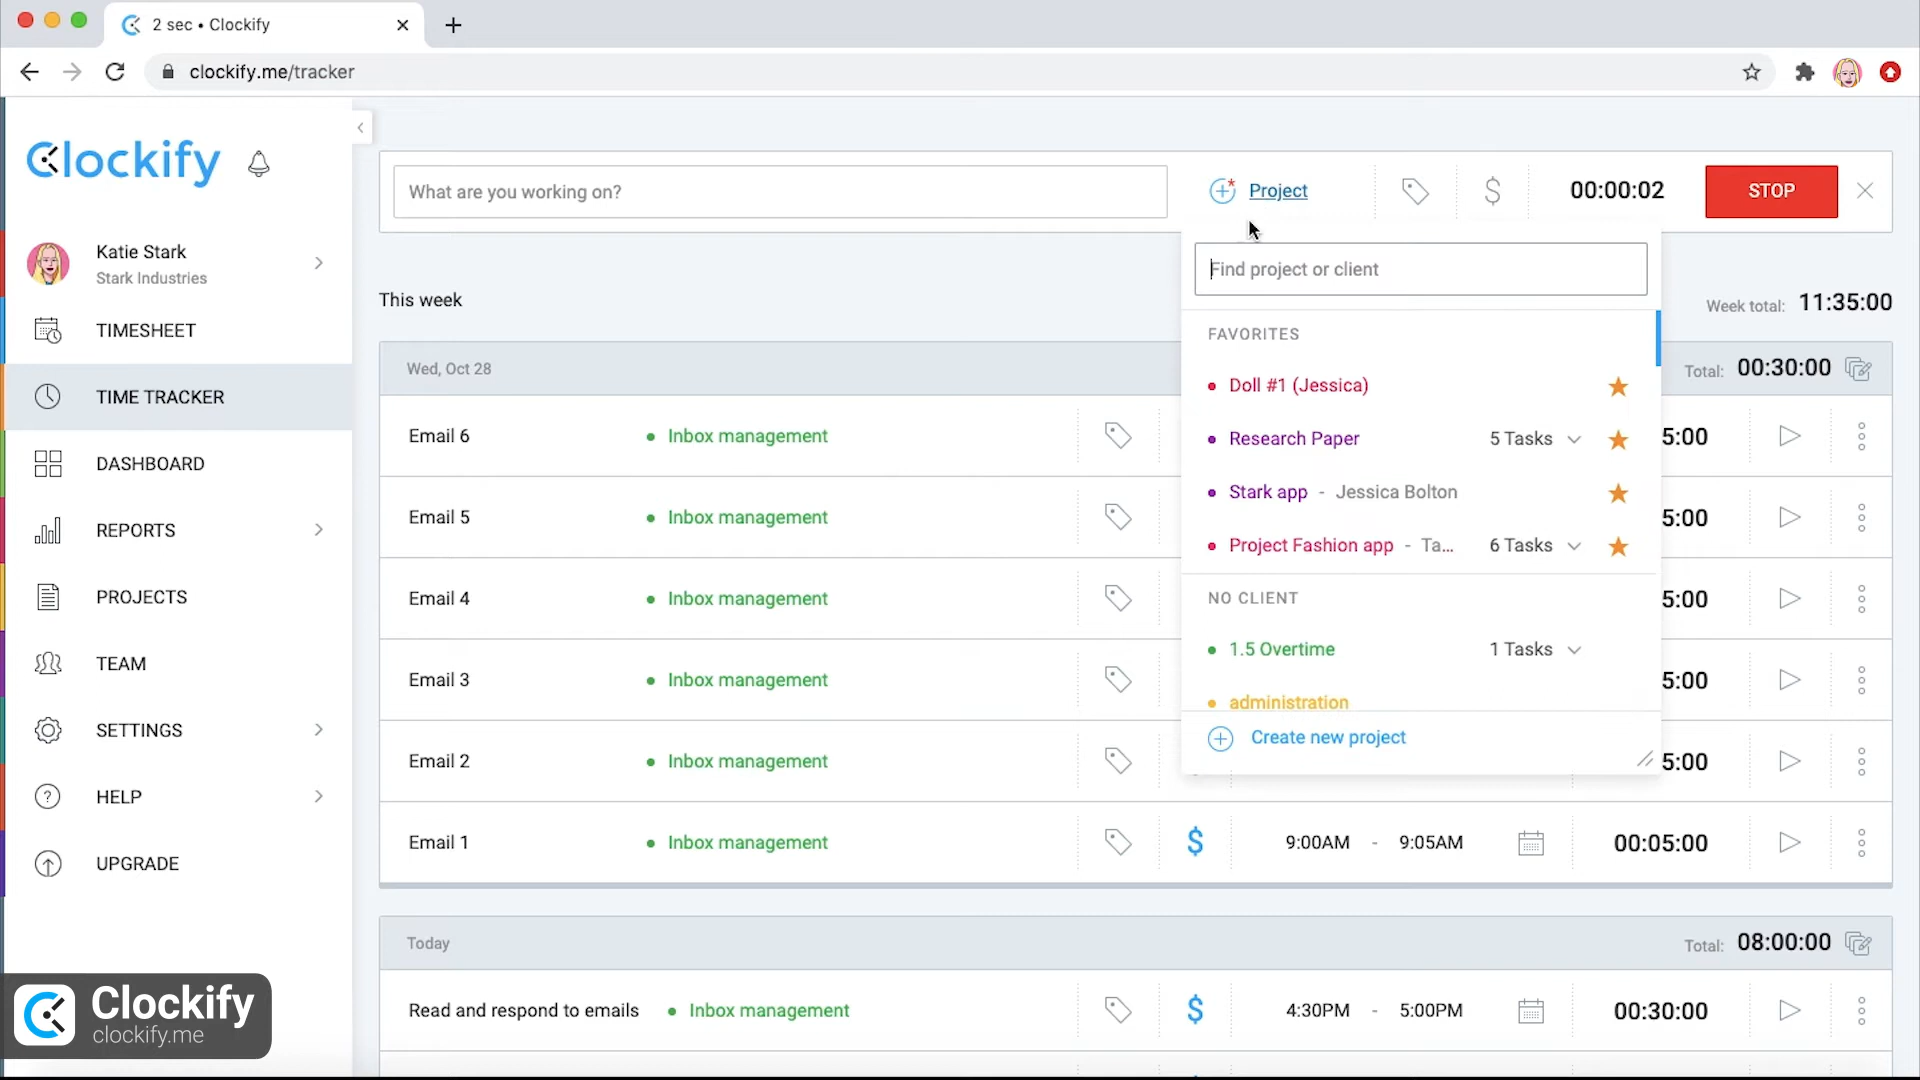 2 sec • Clockify
clockify.me/tracker
Clockify
What are you working on?
Project
00:00:02
STOP
Katie Stark
Stark Industries
TIMESHEET
TIME TRACKER
DASHBOARD
REPORTS
PROJECTS
TEAM
SETTINGS
HELP
UPGRADE
This week
Week total: 11:35:00
Find project or client
FAVORITES
Doll #1 (Jessica)
Research Paper 5 Tasks
Stark app - Jessica Bolton
Project Fashion app - Ta... 6 Tasks
NO CLIENT
1.5 Overtime 1 Tasks
administration
Create new project
Wed, Oct 28 Total: 00:30:00
Email 6 Inbox management 5:00
Email 5 Inbox management 5:00
Email 4 Inbox management 5:00
Email 3 Inbox management 5:00
Email 2 Inbox management 5:00
Email 1 Inbox management $ 9:00AM - 9:05AM 00:05:00
Today Total: 08:00:00
Read and respond to emails Inbox management $ 4:30PM - 5:00PM 00:30:00
Clockify
clockify.me